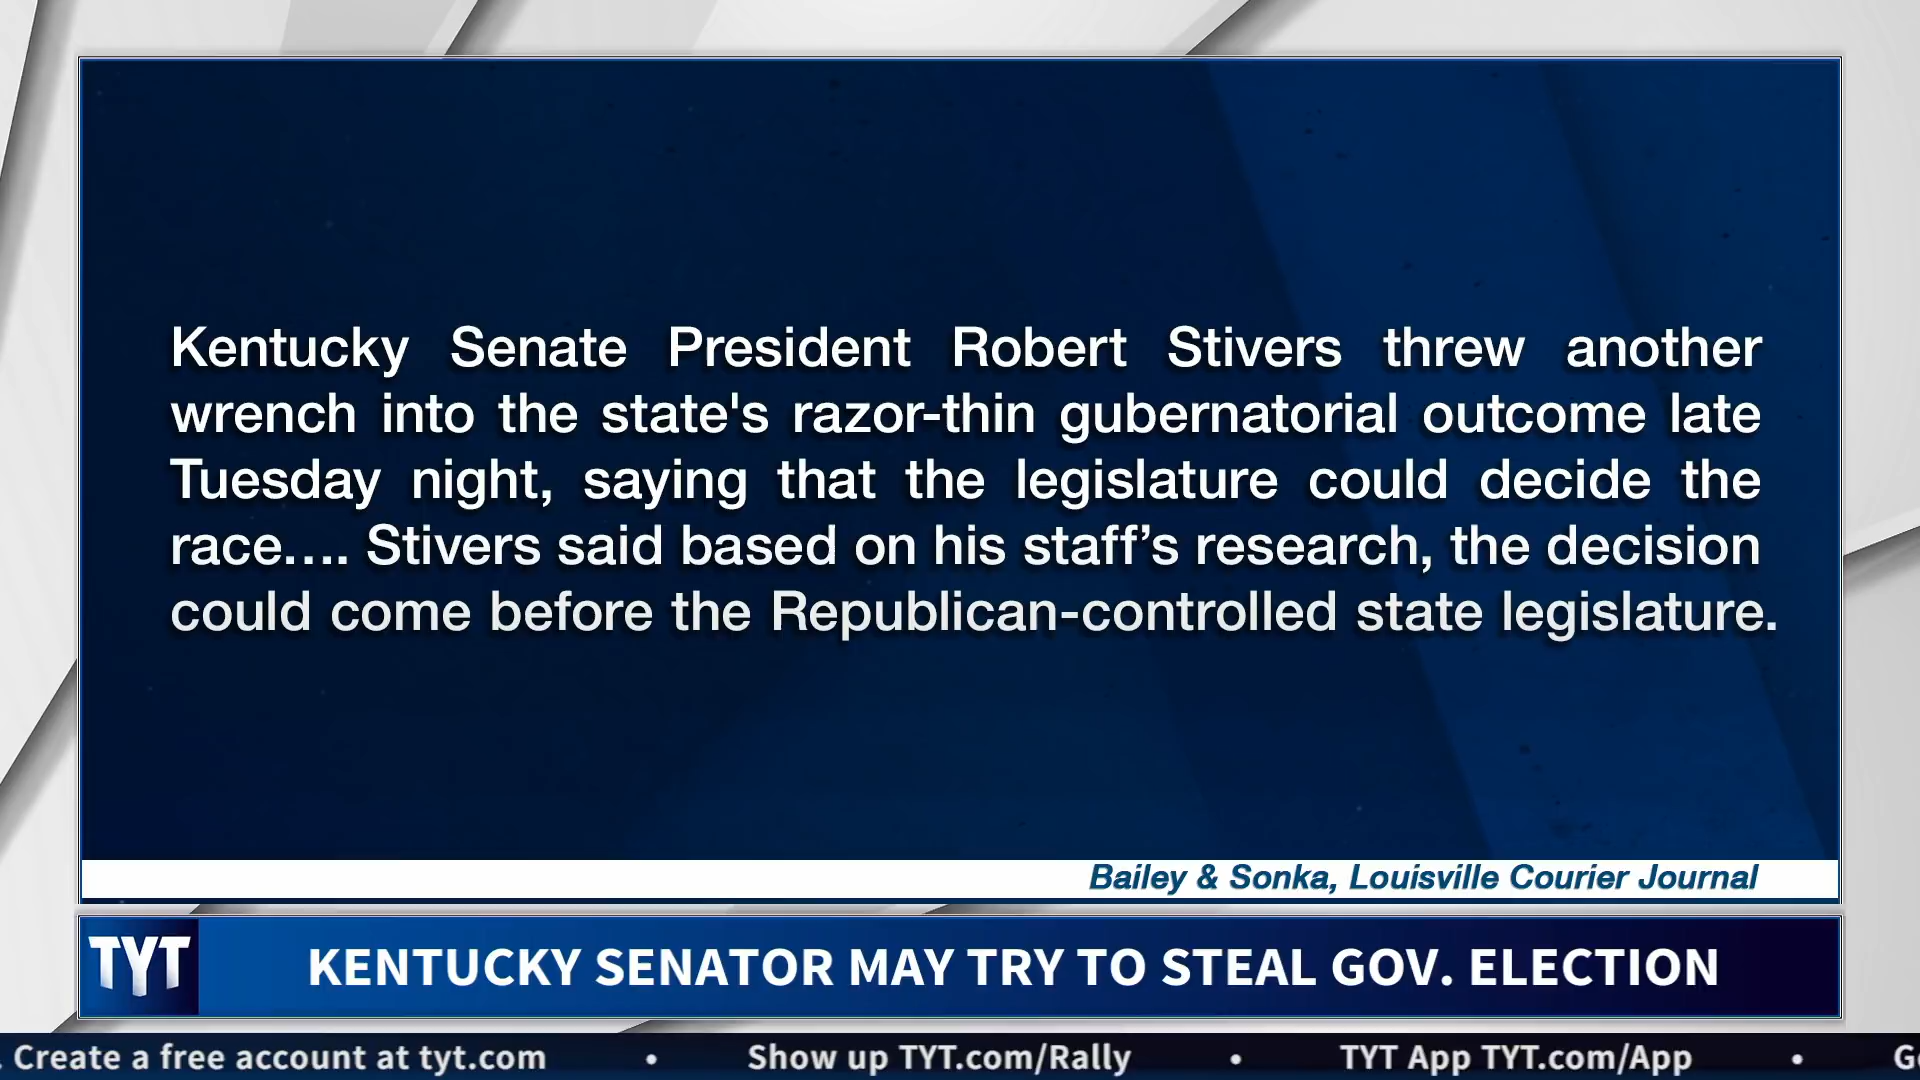 Kentucky Senate President Robert Stivers threw another
wrench into the state's razor-thin gubernatorial outcome late
Tuesday night, saying that the legislature could decide the
race.... Stivers said based on his staff’s research, the decision
could come before the Republican-controlled state legislature.
Bailey & Sonka, Louisville Courier Journal
TYT
KENTUCKY SENATOR MAY TRY TO STEAL GOV. ELECTION
. Create a free account at tyt.com • Show up TYT.com/Rally • TYT App TYT.com/App •